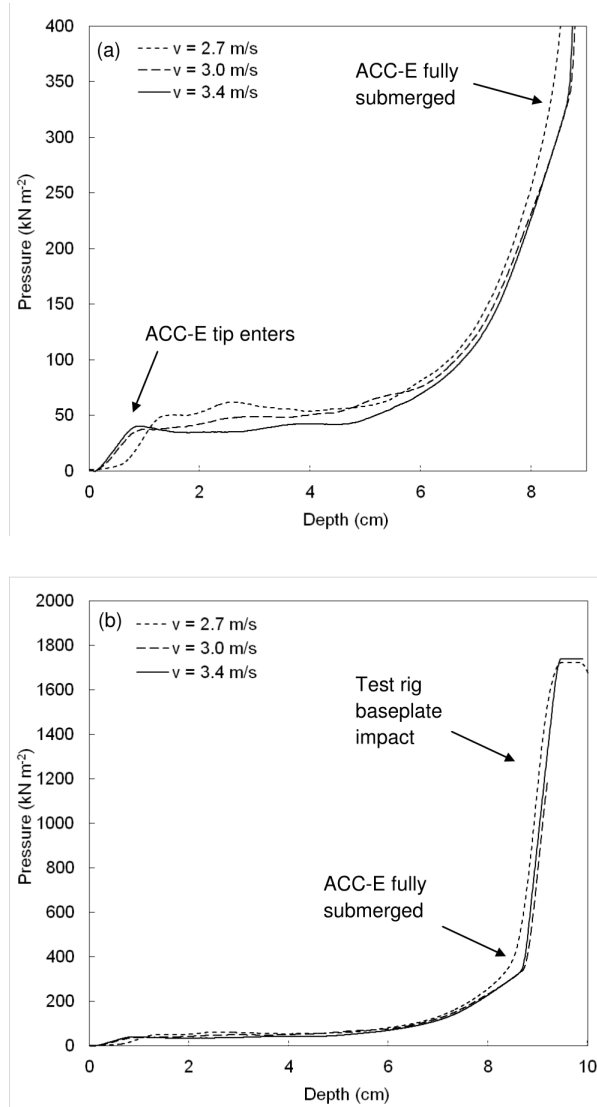 (a)
v = 2.7 m/s
v = 3.0 m/s
v = 3.4 m/s
ACC-E fully
submerged
ACC-E tip enters
Pressure (kN m⁻²)
400
350
300
250
200
150
100
50
0
0 2 4 6 8
Depth (cm)
(b)
v = 2.7 m/s
v = 3.0 m/s
v = 3.4 m/s
Test rig
baseplate
impact
ACC-E fully
submerged
Pressure (kN m⁻²)
2000
1800
1600
1400
1200
1000
800
600
400
200
0
0 2 4 6 8 10
Depth (cm)